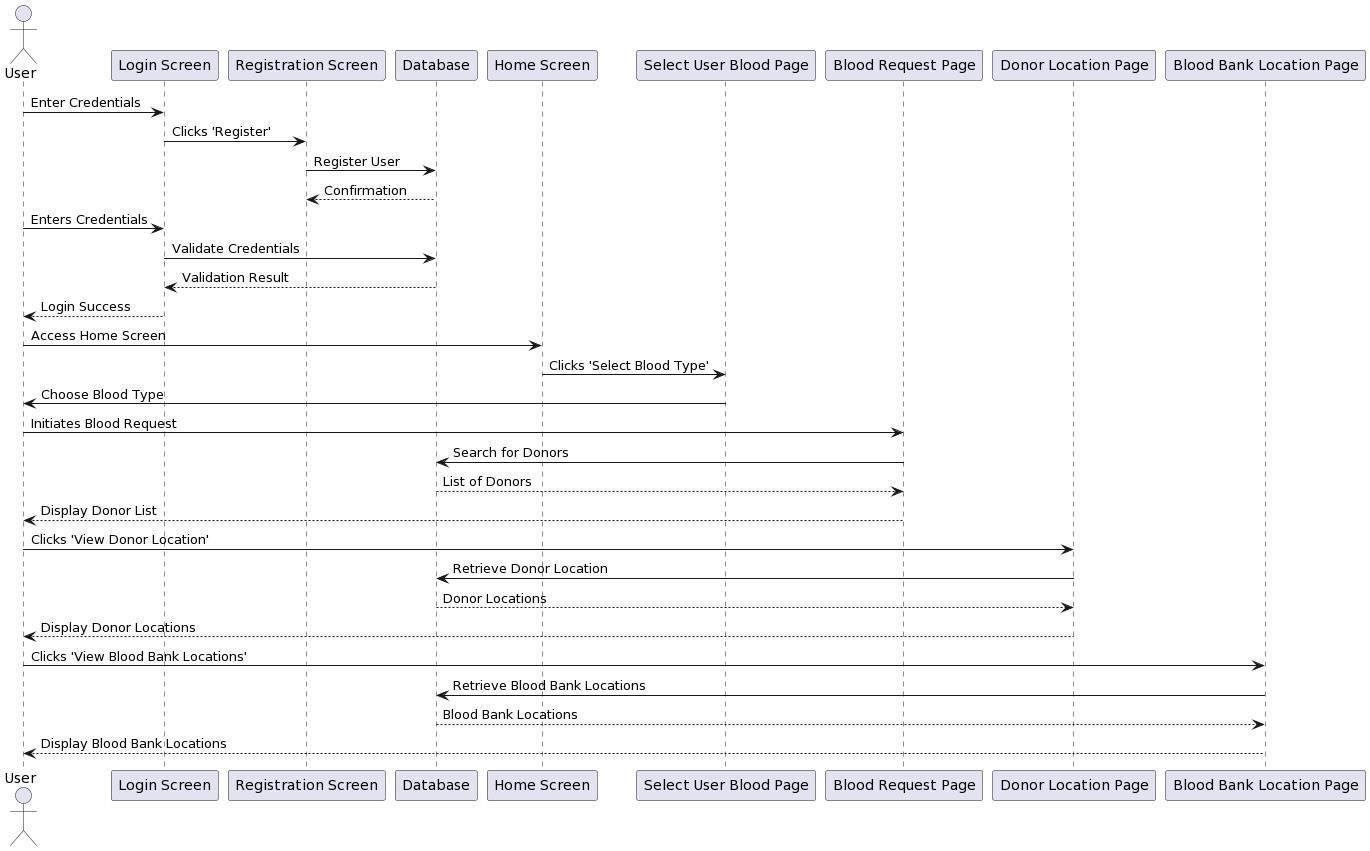 User
Login Screen
Registration Screen
Database
Home Screen
Select User Blood Page
Blood Request Page
Donor Location Page
Blood Bank Location Page
Enter Credentials
Clicks 'Register'
Register User
Confirmation
Enters Credentials
Validate Credentials
Validation Result
Login Success
Access Home Screen
Clicks 'Select Blood Type'
Choose Blood Type
Initiates Blood Request
Search for Donors
List of Donors
Display Donor List
Clicks 'View Donor Location'
Retrieve Donor Location
Donor Locations
Display Donor Locations
Clicks 'View Blood Bank Locations'
Retrieve Blood Bank Locations
Blood Bank Locations
Display Blood Bank Locations
User
Login Screen
Registration Screen
Database
Home Screen
Select User Blood Page
Blood Request Page
Donor Location Page
Blood Bank Location Page